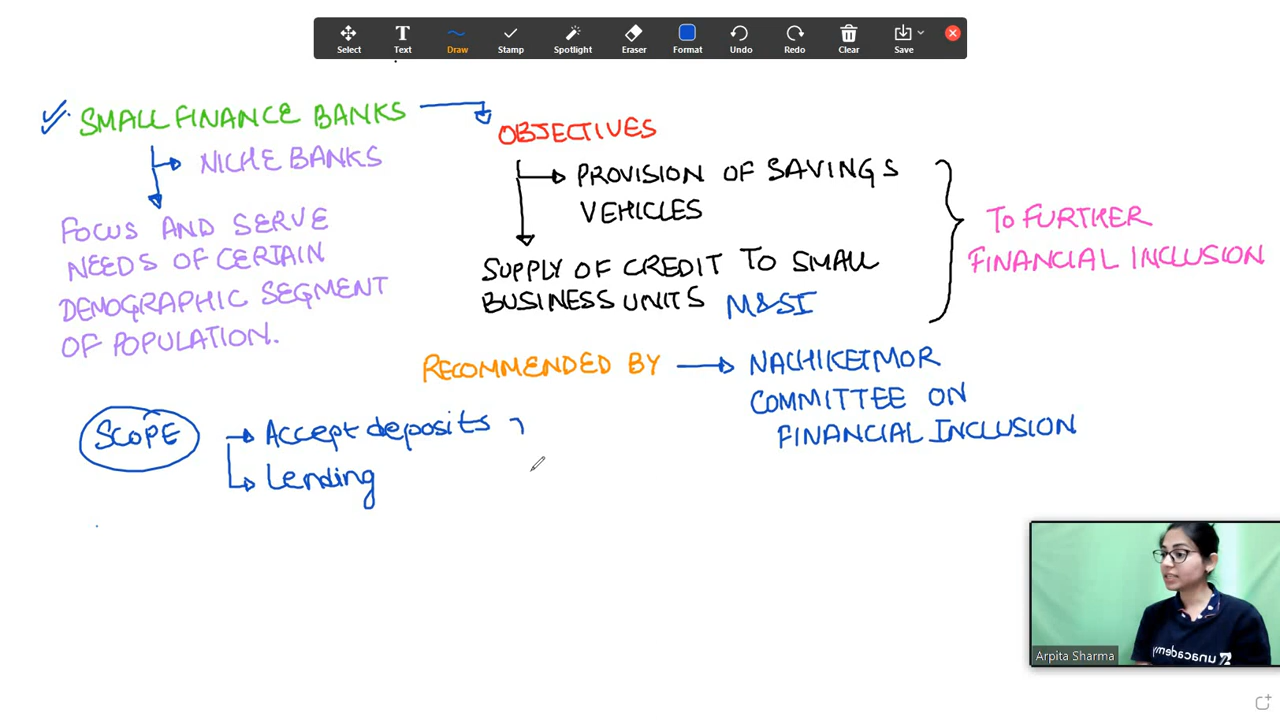 Select Text Draw Stamp Spotlight Eraser Format Undo Redo Clear Save
SMALL FINANCE BANKS
NICHE BANKS
FOCUS AND SERVE
NEEDS OF CERTAIN
DEMOGRAPHIC SEGMENT
OF POPULATION.
OBJECTIVES
PROVISION OF SAVINGS
VEHICLES
SUPPLY OF CREDIT TO SMALL
BUSINESS UNITS M&SI
TO FURTHER
FINANCIAL INCLUSION
RECOMMENDED BY
NACHIKETMOR
COMMITTEE ON
FINANCIAL INCLUSION
SCOPE
Accept deposits
Lending
Arpita Sharma
unacademy